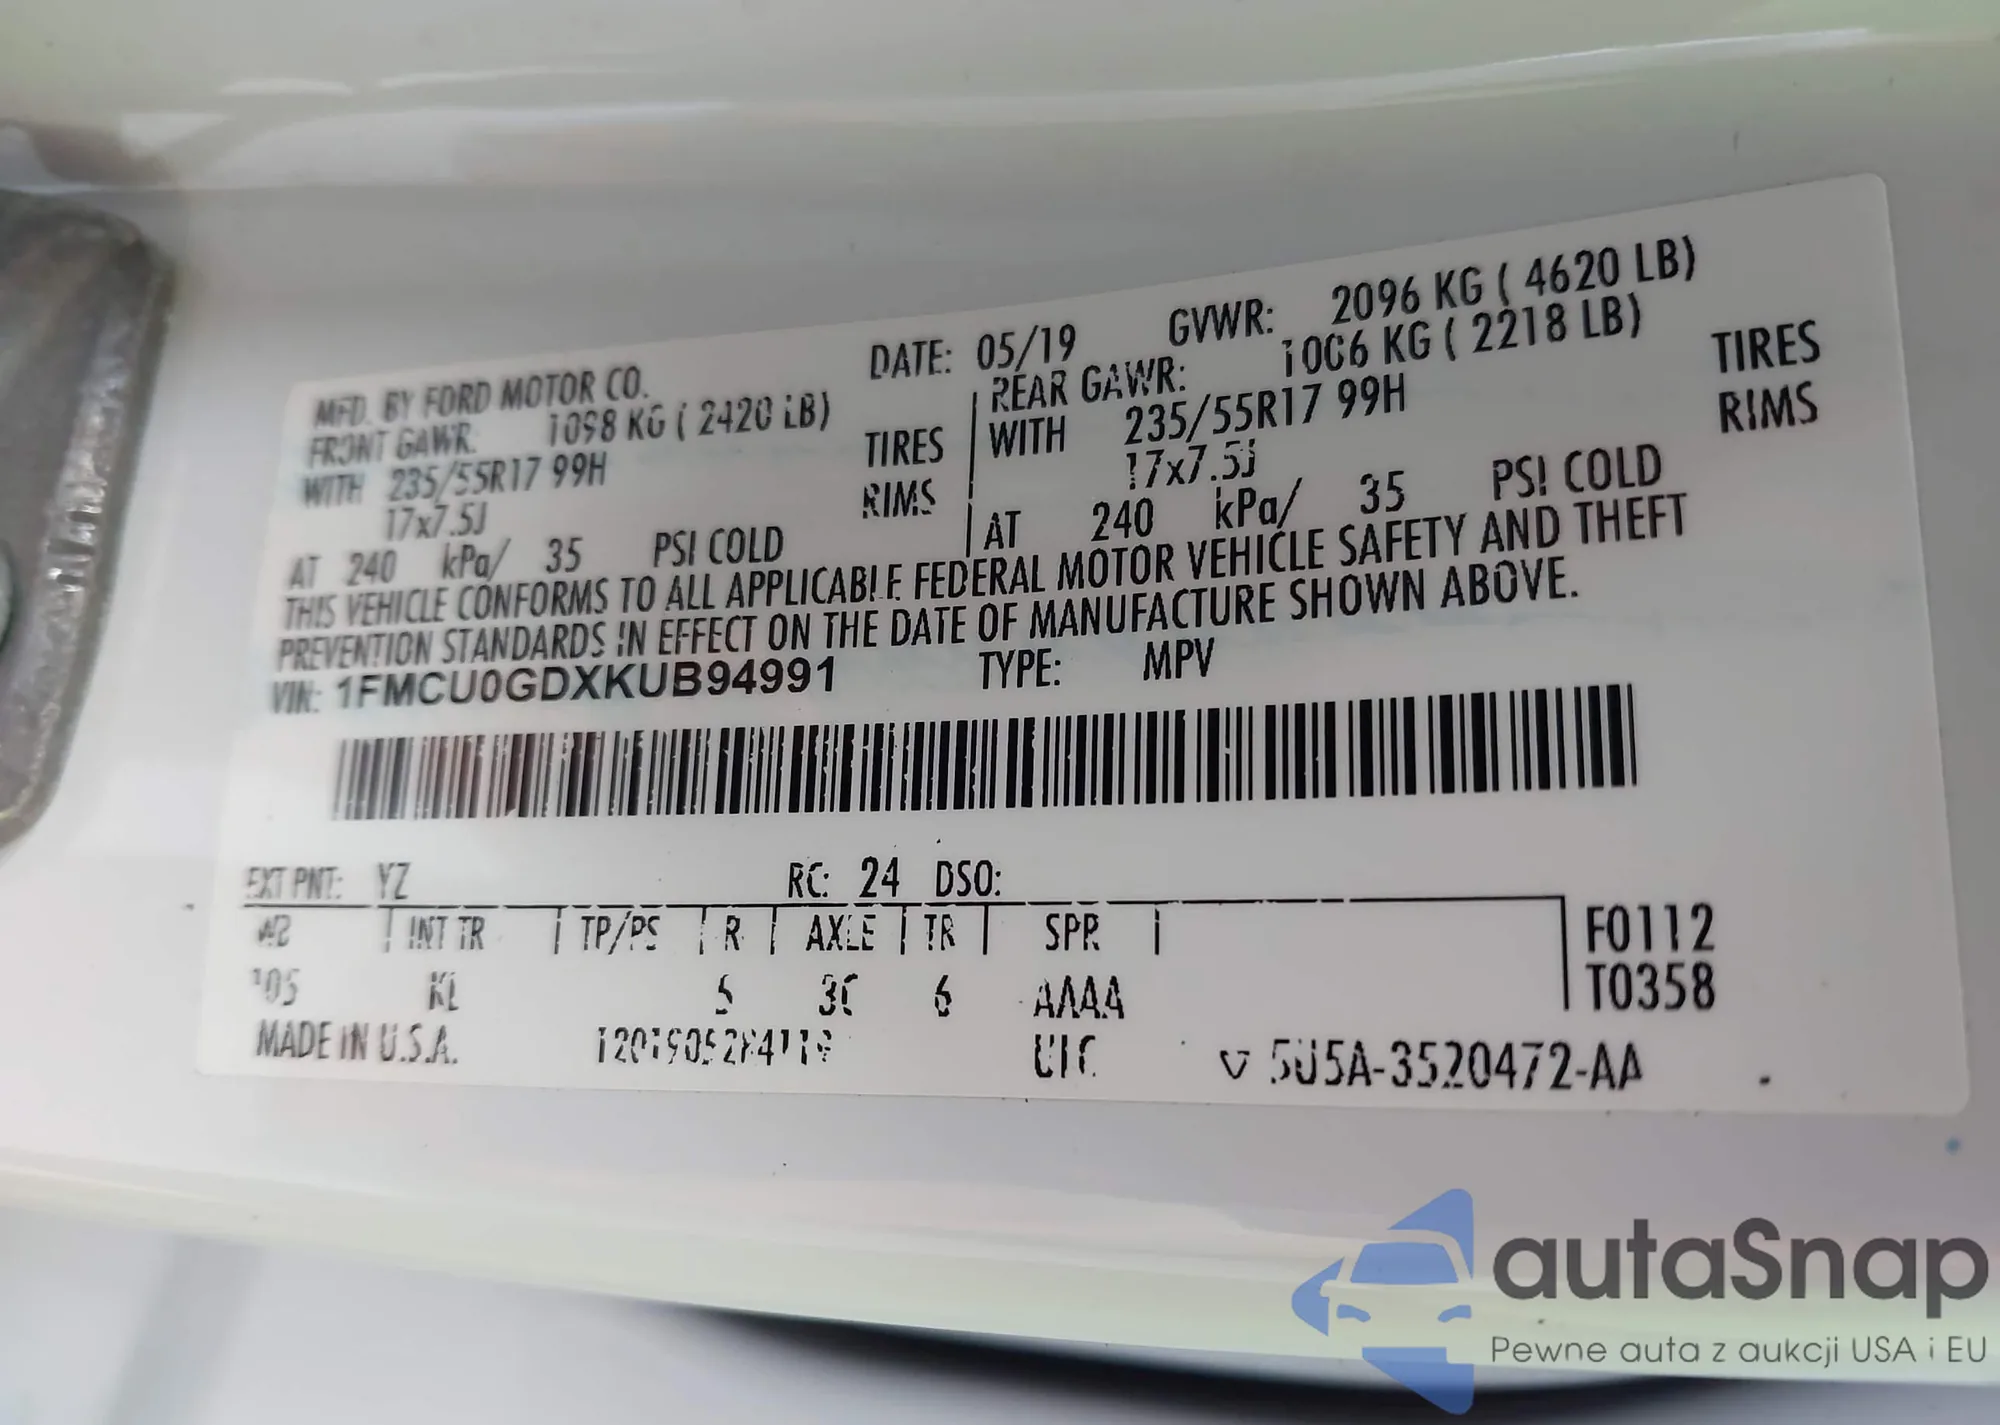 MFD. BY FORD MOTOR CO. DATE: 05/19 GVWR: 2096 KG ( 4620 LB)
FRONT GAWR: 1098 KG ( 2420 LB) REAR GAWR: 1006 KG ( 2218 LB)
WITH 235/55R17 99H TIRES WITH 235/55R17 99H TIRES
17x7.5J RIMS 17x7.5J RIMS
AT 240 kPa/ 35 PSI COLD AT 240 kPa/ 35 PSI COLD
THIS VEHICLE CONFORMS TO ALL APPLICABLE FEDERAL MOTOR VEHICLE SAFETY AND THEFT
PREVENTION STANDARDS IN EFFECT ON THE DATE OF MANUFACTURE SHOWN ABOVE.
VIN: 1FMCU0GDXKUB94991 TYPE: MPV
EXT PNT: YZ RC: 24 DSO:
WB INT TR TP/PS R AXLE TR SPR F0112
105 KL 5 6 AAAA T0358
MADE IN U.S.A. 5U5A-3520472-AA
autaSnap
Pewne auta z aukcji USA i EU